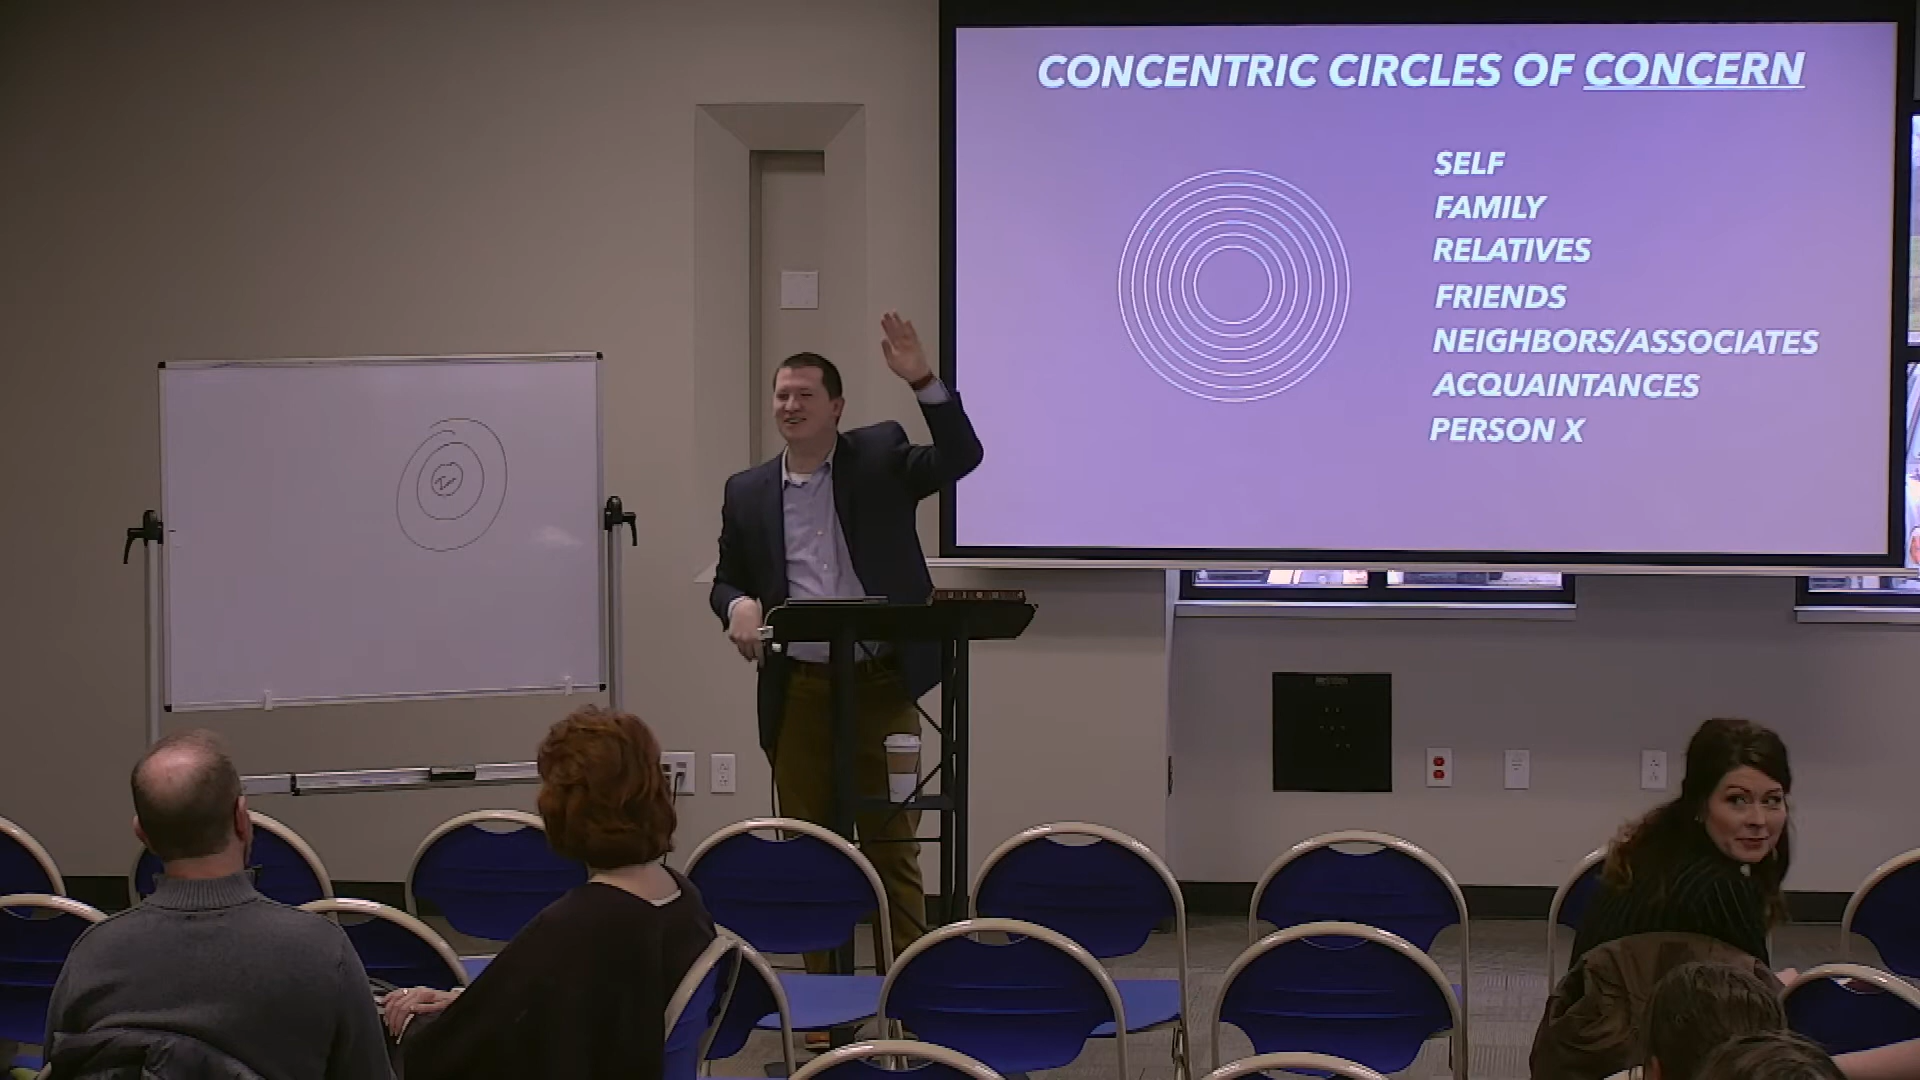 CONCENTRIC CIRCLES OF CONCERN
SELF
FAMILY
RELATIVES
FRIENDS
NEIGHBORS/ASSOCIATES
ACQUAINTANCES
PERSON X